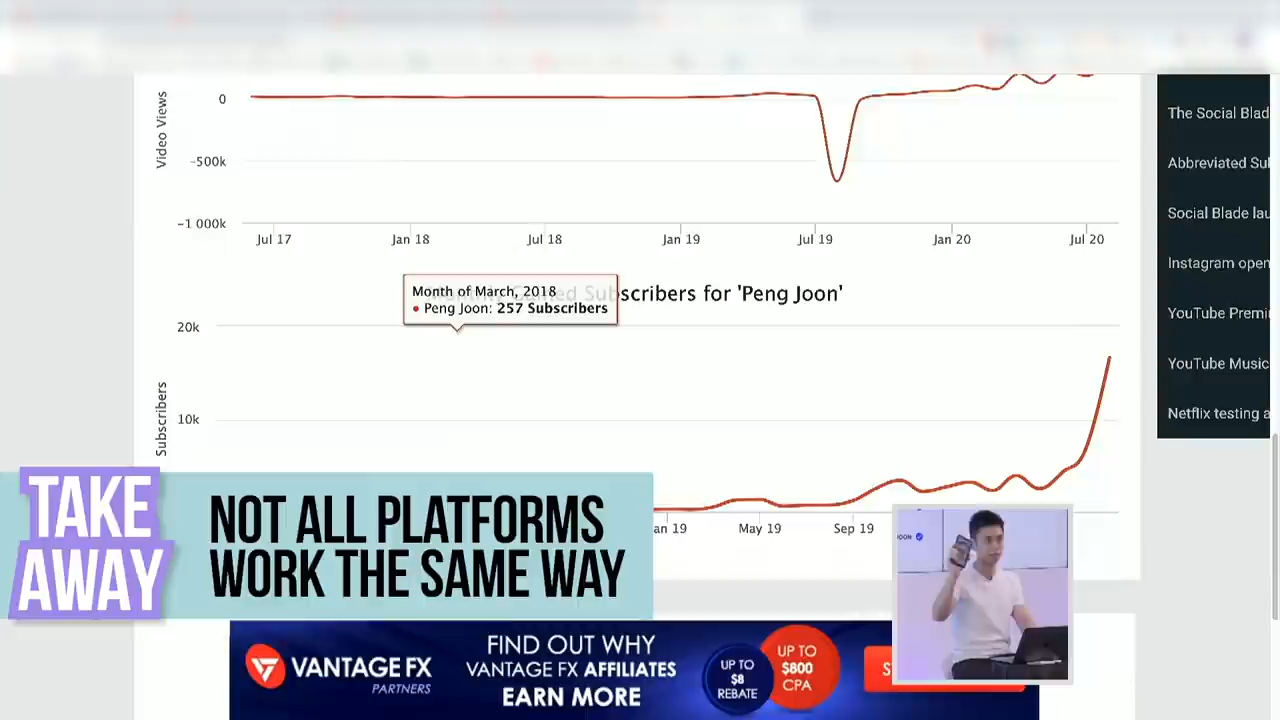 Video Views
0
-500k
-1 000k
Jul 17
Jan 18
Jul 18
Jan 19
Jul 19
Jan 20
Jul 20
The Social Blad
Abbreviated Su
Social Blade lau
Instagram open
YouTube Premi
YouTube Music
Netflix testing a
Month of March, 2018
Peng Joon: 257 Subscribers
Subscribers for 'Peng Joon'
20k
10k
Subscribers
an 19
May 19
Sep 19
TAKE
AWAY
NOT ALL PLATFORMS
WORK THE SAME WAY
VANTAGE FX
PARTNERS
FIND OUT WHY
VANTAGE FX AFFILIATES
EARN MORE
UP TO
$8
REBATE
UP TO
$800
CPA